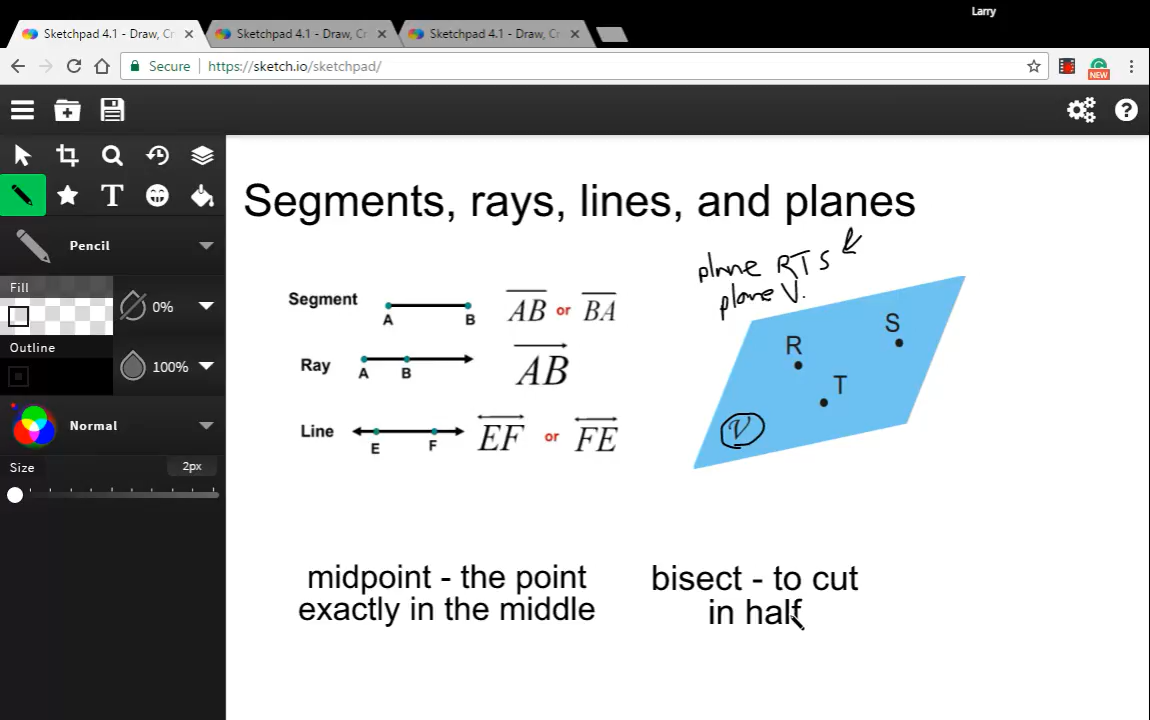 Larry
Sketchpad 4.1 - Draw, Cr
Sketchpad 4.1 - Draw, Cr
Sketchpad 4.1 - Draw, Cr
Secure
https://sketch.io/sketchpad/
NEW
Pencil
Fill
0%
Outline
100%
Normal
Size
2px
Segments, rays, lines, and planes
Segment
A B
AB or BA
Ray
A B
AB
Line
E F
EF or FE
plane RTS
plane V.
R
S
T
V
midpoint - the point
exactly in the middle
bisect - to cut
in half